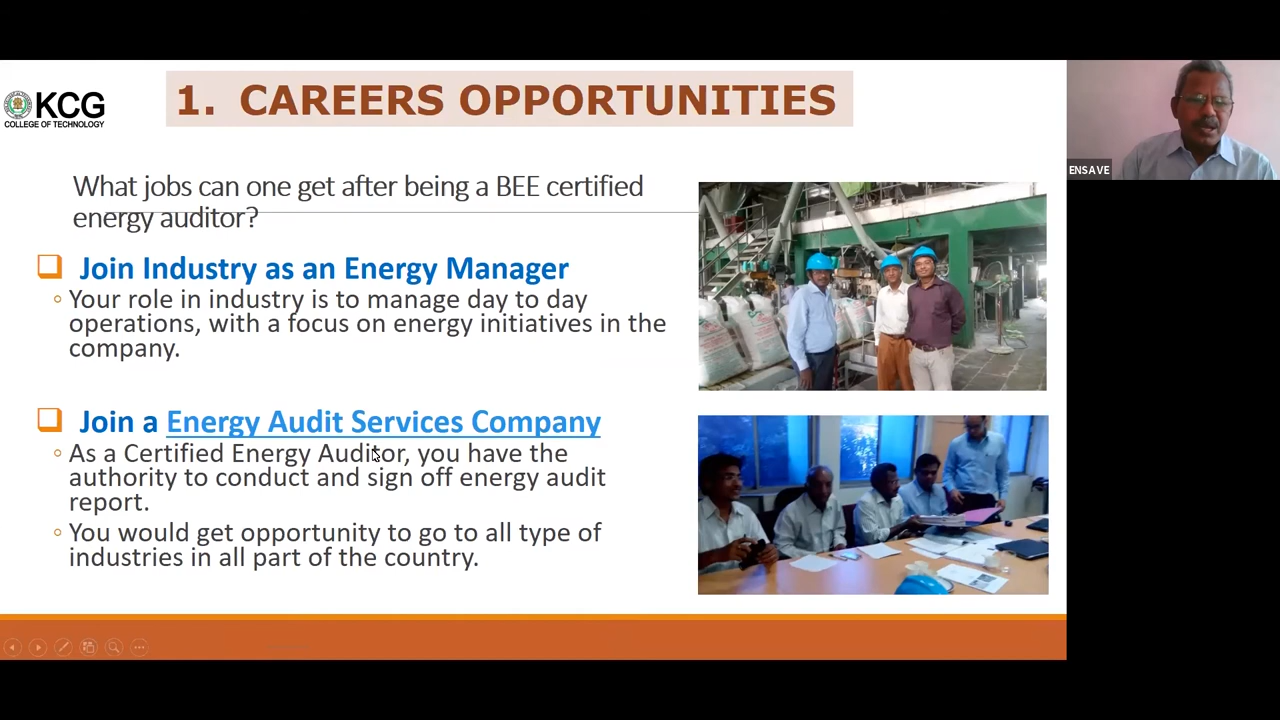 KCG
COLLEGE OF TECHNOLOGY
1. CAREERS OPPORTUNITIES
ENSAVE
What jobs can one get after being a BEE certified
energy auditor?
Join Industry as an Energy Manager
Your role in industry is to manage day to day
operations, with a focus on energy initiatives in the
company.
Join a Energy Audit Services Company
As a Certified Energy Auditor, you have the
authority to conduct and sign off energy audit
report.
You would get opportunity to go to all type of
industries in all part of the country.